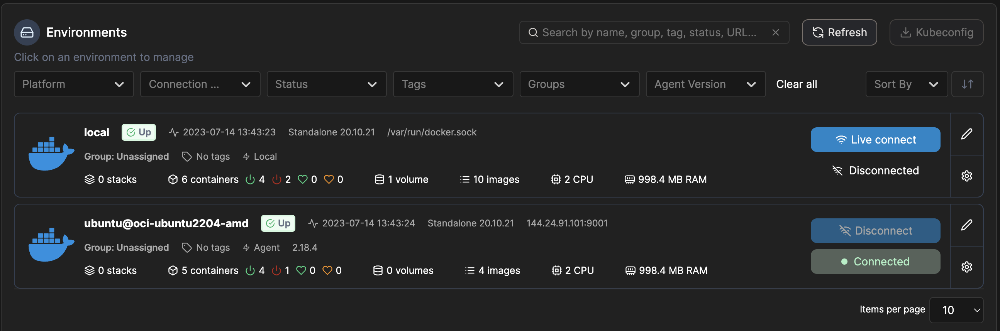 Environments
Search by name, group, tag, status, URL...
Refresh
Kubeconfig
Click on an environment to manage
Platform
Connection ...
Status
Tags
Groups
Agent Version
Clear all
Sort By
local Up 2023-07-14 13:43:23 Standalone 20.10.21 /var/run/docker.sock
Live connect
Group: Unassigned No tags Local
Disconnected
0 stacks 6 containers 4 2 0 0 1 volume 10 images 2 CPU 998.4 MB RAM
ubuntu@oci-ubuntu2204-amd Up 2023-07-14 13:43:24 Standalone 20.10.21 144.24.91.101:9001
Disconnect
Group: Unassigned No tags Agent 2.18.4
Connected
0 stacks 5 containers 4 1 0 0 0 volumes 4 images 2 CPU 998.4 MB RAM
Items per page 10